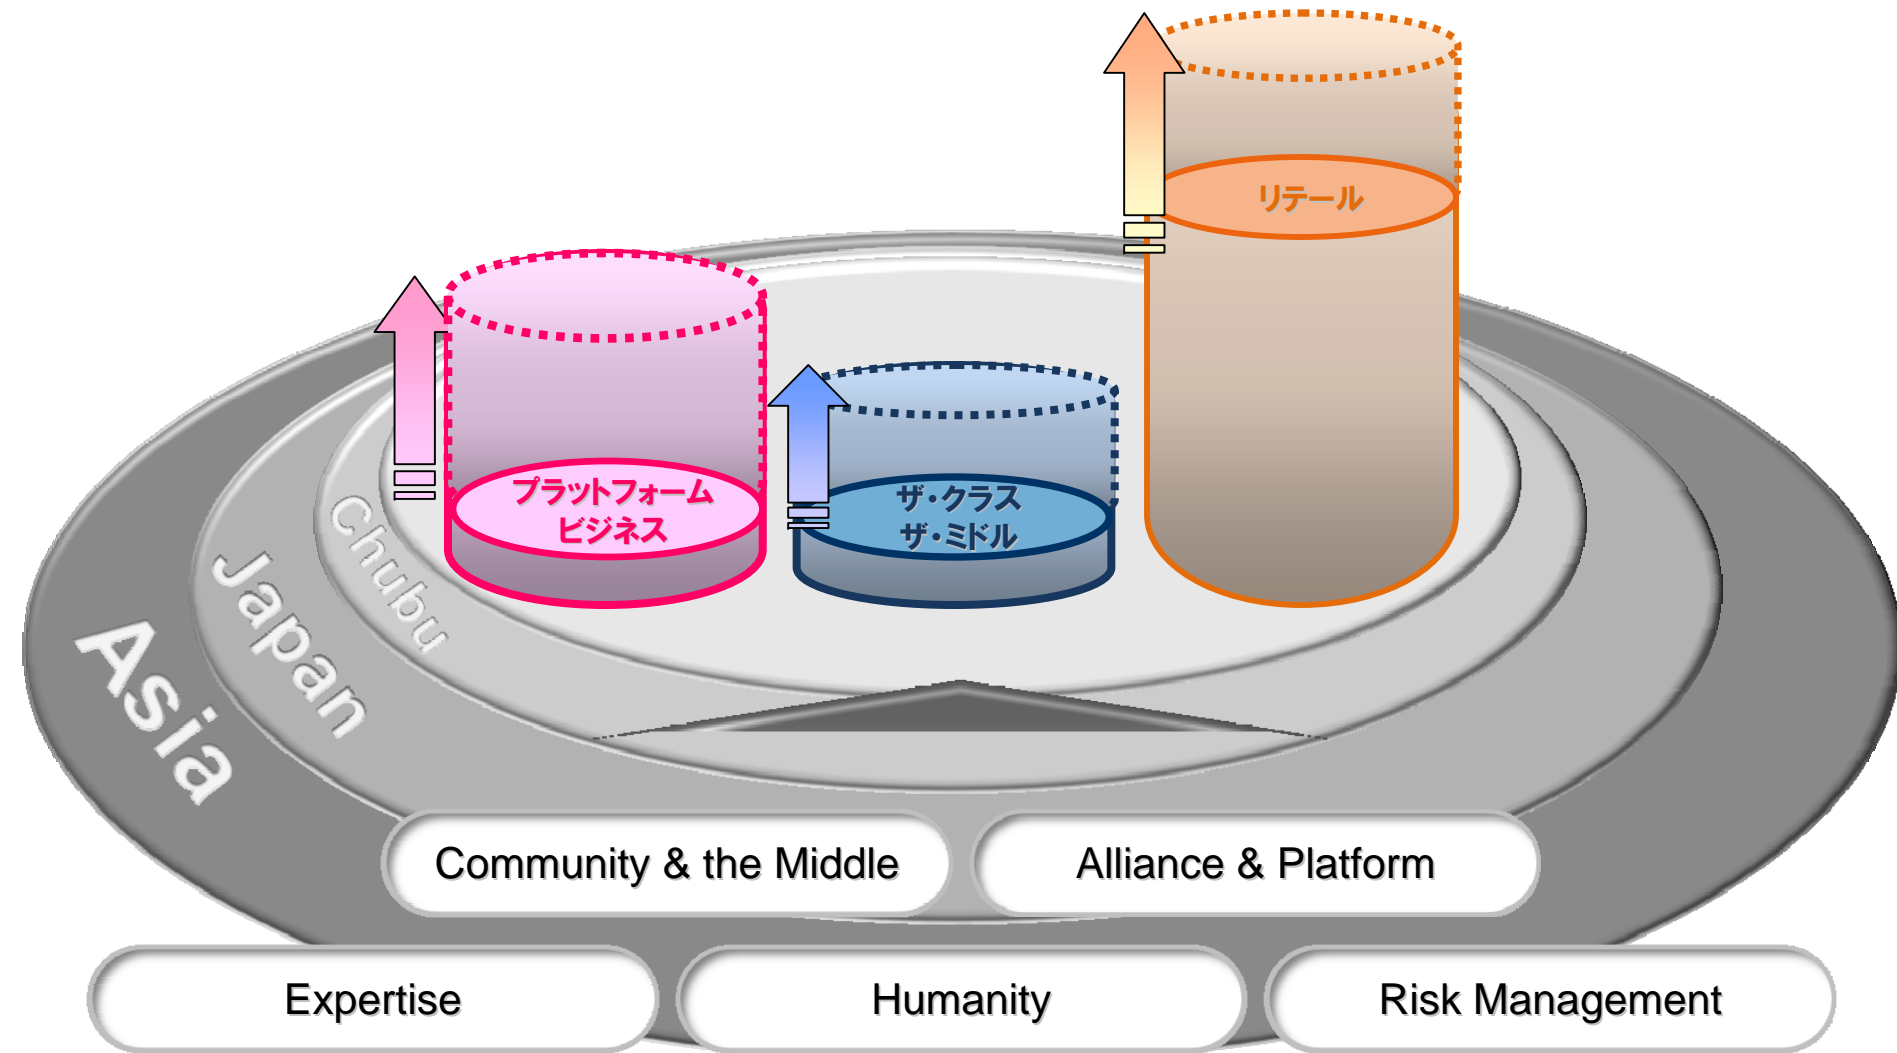 リテール
プラットフォーム
ビジネス
ザ・クラス
ザ・ミドル
Chubu
Japan
Asia
Community & the Middle
Alliance & Platform
Expertise
Humanity
Risk Management